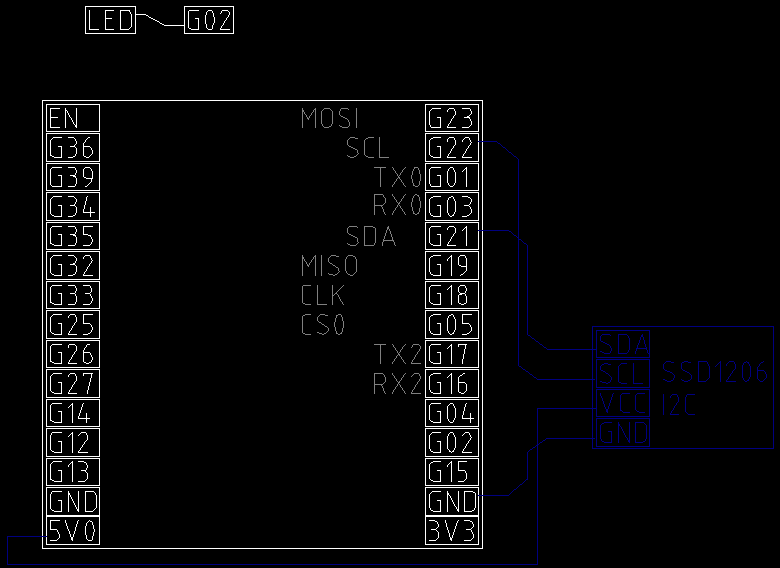 LED G02
EN MOSI G23
G36 SCL G22
G39 TX0 G01
G34 RX0 G03
G35 SDA G21
G32 MISO G19
G33 CLK G18
G25 CS0 G05
G26 TX2 G17
G27 RX2 G16
G14 G04
G12 G02
G13 G15
GND GND
5V0 3V3
SDA
SCL SSD1206
VCC I2C
GND